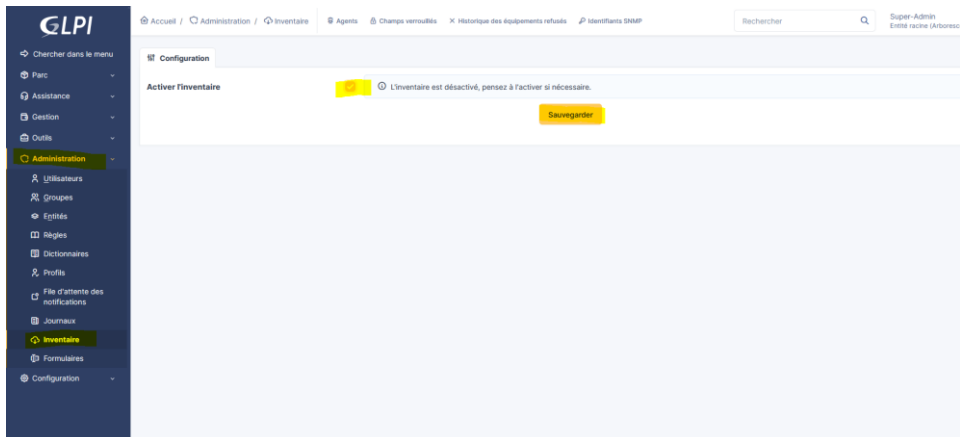 GLPI
Chercher dans le menu
Parc
Assistance
Gestion
Outils
Administration
Utilisateurs
Groupes
Entités
Règles
Dictionnaires
Profils
File d'attente des
notifications
Journaux
Inventaire
Formulaires
Configuration
Accueil / Administration / Inventaire Agents Champs verrouillés Historique des équipements refusés Identifiants SNMP
Rechercher
Super-Admin
Entité racine (Arboresc
Configuration
Activer l'inventaire
L'inventaire est désactivé, pensez à l'activer si nécessaire.
Sauvegarder